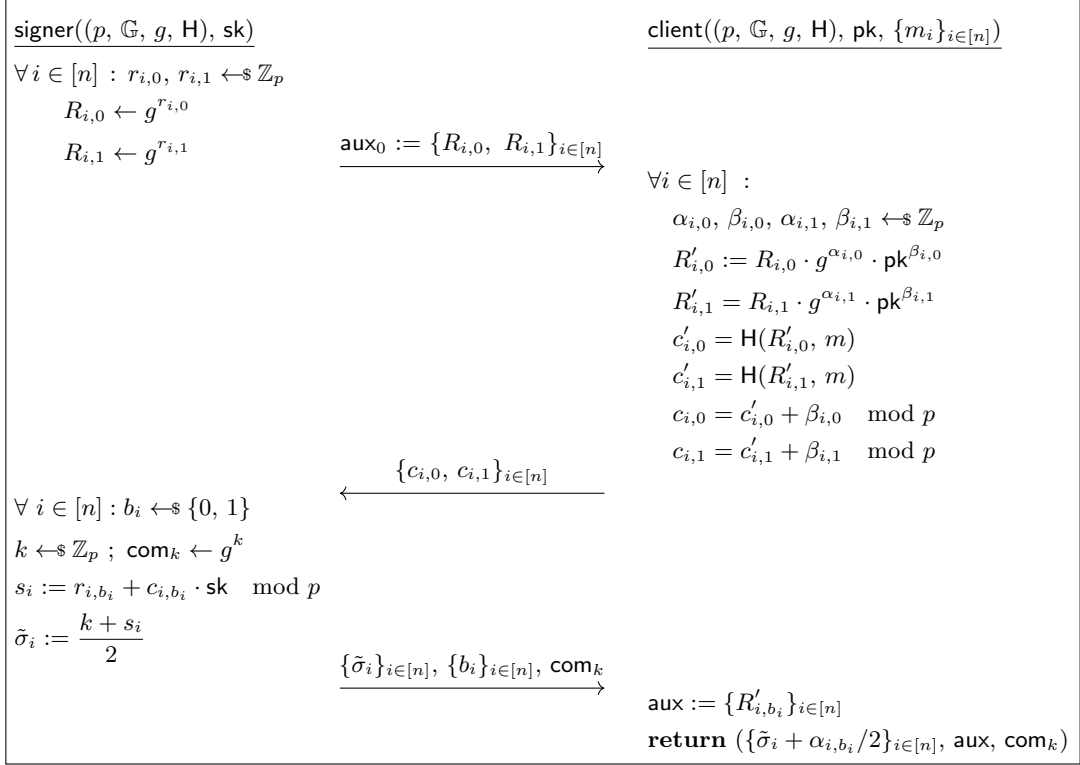 signer((p, 𝔾, g, H), sk)
client((p, 𝔾, g, H), pk, {m_i}_{i∈[n]})
∀ i ∈ [n] : r_{i,0}, r_{i,1} ←$ ℤ_p
R_{i,0} ← g^{r_{i,0}}
R_{i,1} ← g^{r_{i,1}}
aux_0 := {R_{i,0}, R_{i,1}}_{i∈[n]}
∀i ∈ [n] :
α_{i,0}, β_{i,0}, α_{i,1}, β_{i,1} ←$ ℤ_p
R'_{i,0} := R_{i,0} · g^{α_{i,0}} · pk^{β_{i,0}}
R'_{i,1} = R_{i,1} · g^{α_{i,1}} · pk^{β_{i,1}}
c'_{i,0} = H(R'_{i,0}, m)
c'_{i,1} = H(R'_{i,1}, m)
c_{i,0} = c'_{i,0} + β_{i,0} mod p
c_{i,1} = c'_{i,1} + β_{i,1} mod p
{c_{i,0}, c_{i,1}}_{i∈[n]}
∀ i ∈ [n] : b_i ←$ {0, 1}
k ←$ ℤ_p ; com_k ← g^k
s_i := r_{i,b_i} + c_{i,b_i} · sk mod p
σ̃_i := (k + s_i)/2
{σ̃_i}_{i∈[n]}, {b_i}_{i∈[n]}, com_k
aux := {R'_{i,b_i}}_{i∈[n]}
return ({σ̃_i + α_{i,b_i}/2}_{i∈[n]}, aux, com_k)